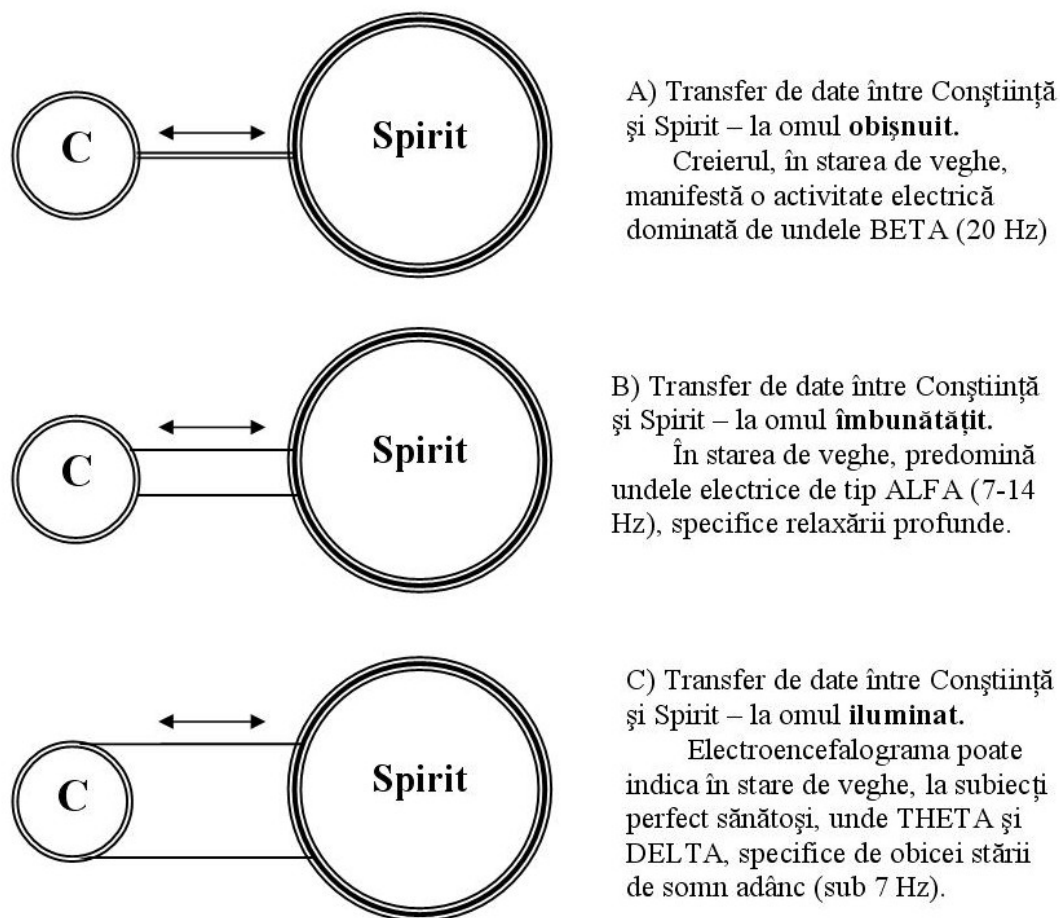 C
Spirit
A) Transfer de date între Conştiinţă
şi Spirit – la omul obişnuit.
Creierul, în starea de veghe,
manifestă o activitate electrică
dominată de undele BETA (20 Hz)
C
Spirit
B) Transfer de date între Conştiinţă
şi Spirit – la omul îmbunătăţit.
În starea de veghe, predomină
undele electrice de tip ALFA (7-14
Hz), specifice relaxării profunde.
C
Spirit
C) Transfer de date între Conştiinţă
şi Spirit – la omul iluminat.
Electroencefalograma poate
indica în stare de veghe, la subiecţi
perfect sănătoşi, unde THETA şi
DELTA, specifice de obicei stării
de somn adânc (sub 7 Hz).